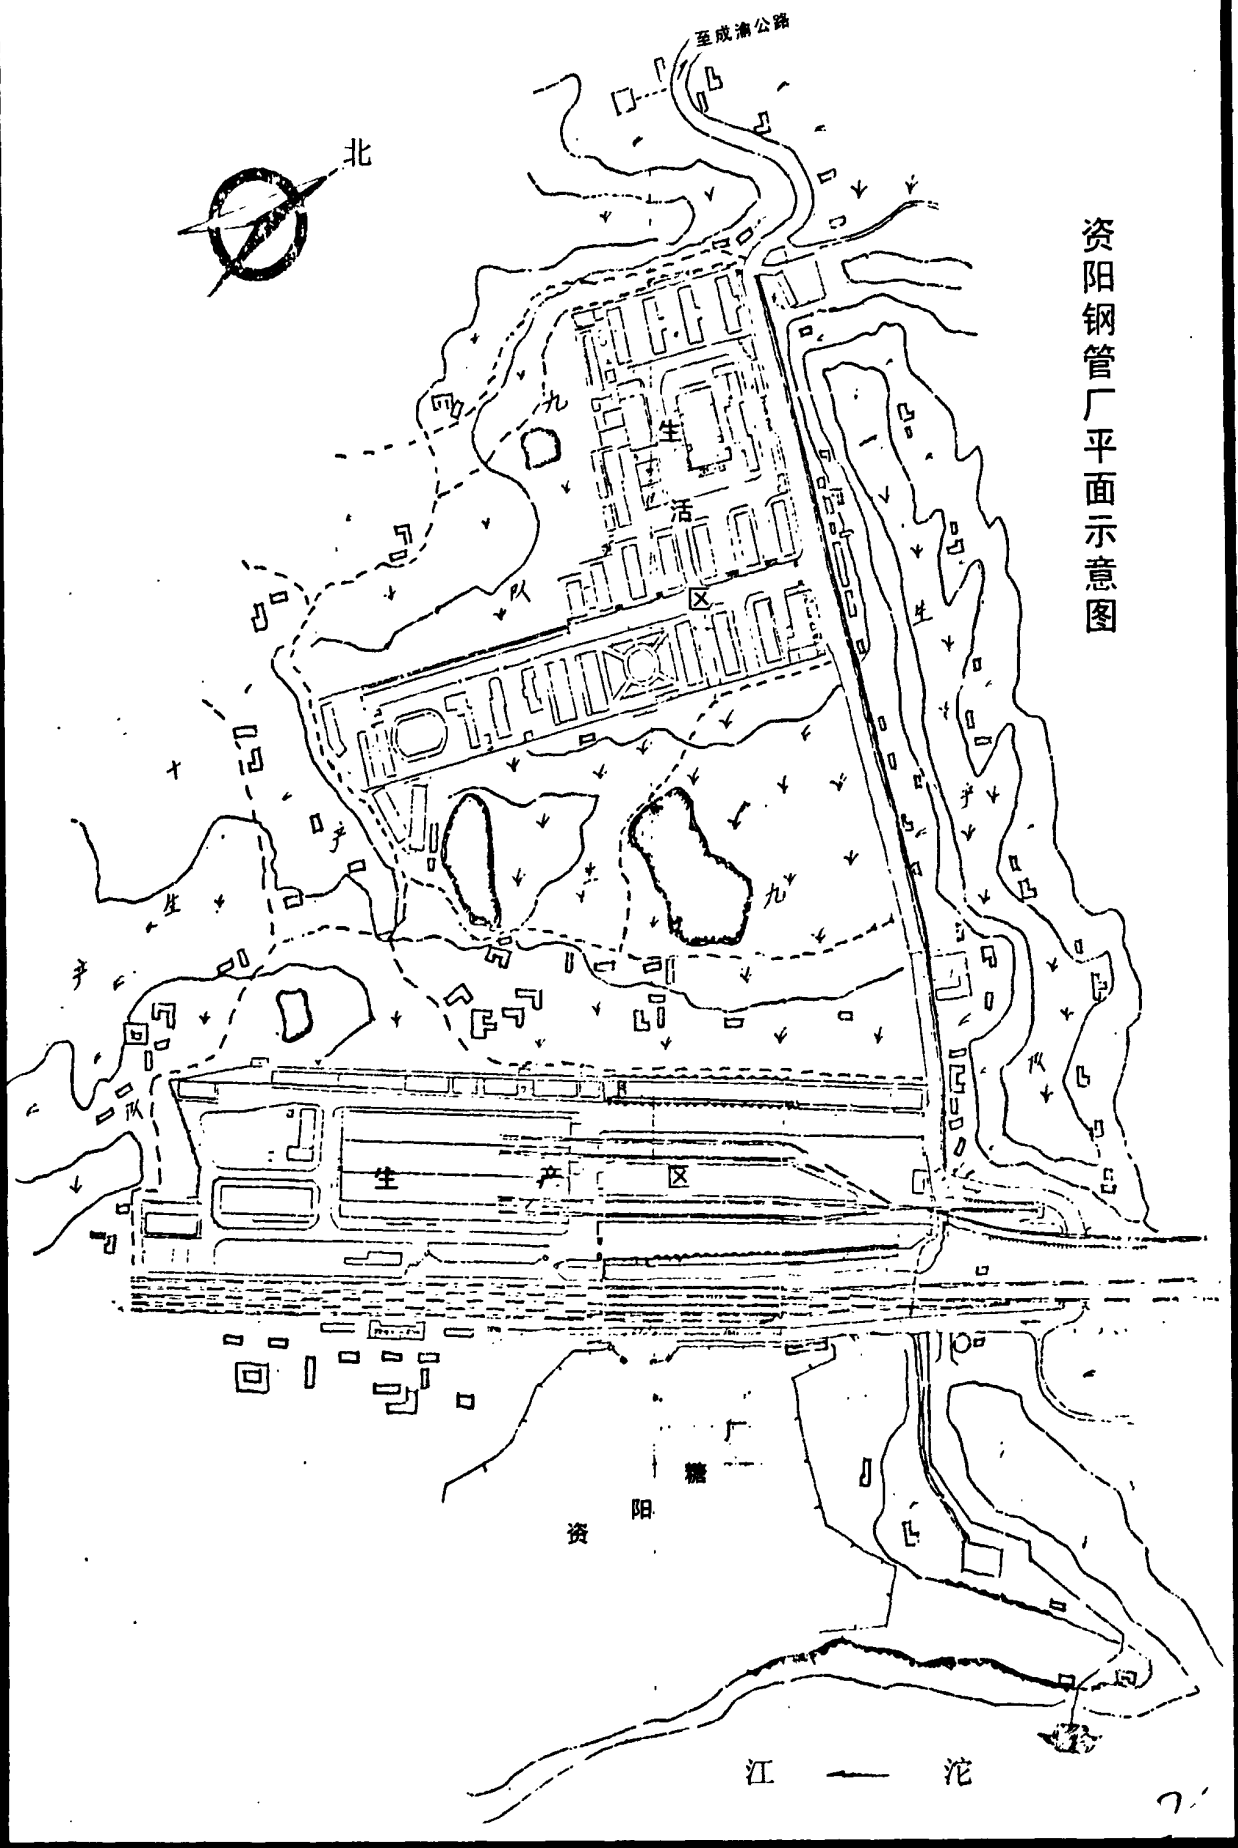 至成渝公路
北
资阳钢管厂平面示意图
生活区
九生产队
九队
十生产队
生产区
资阳糖厂
江 ← 沱